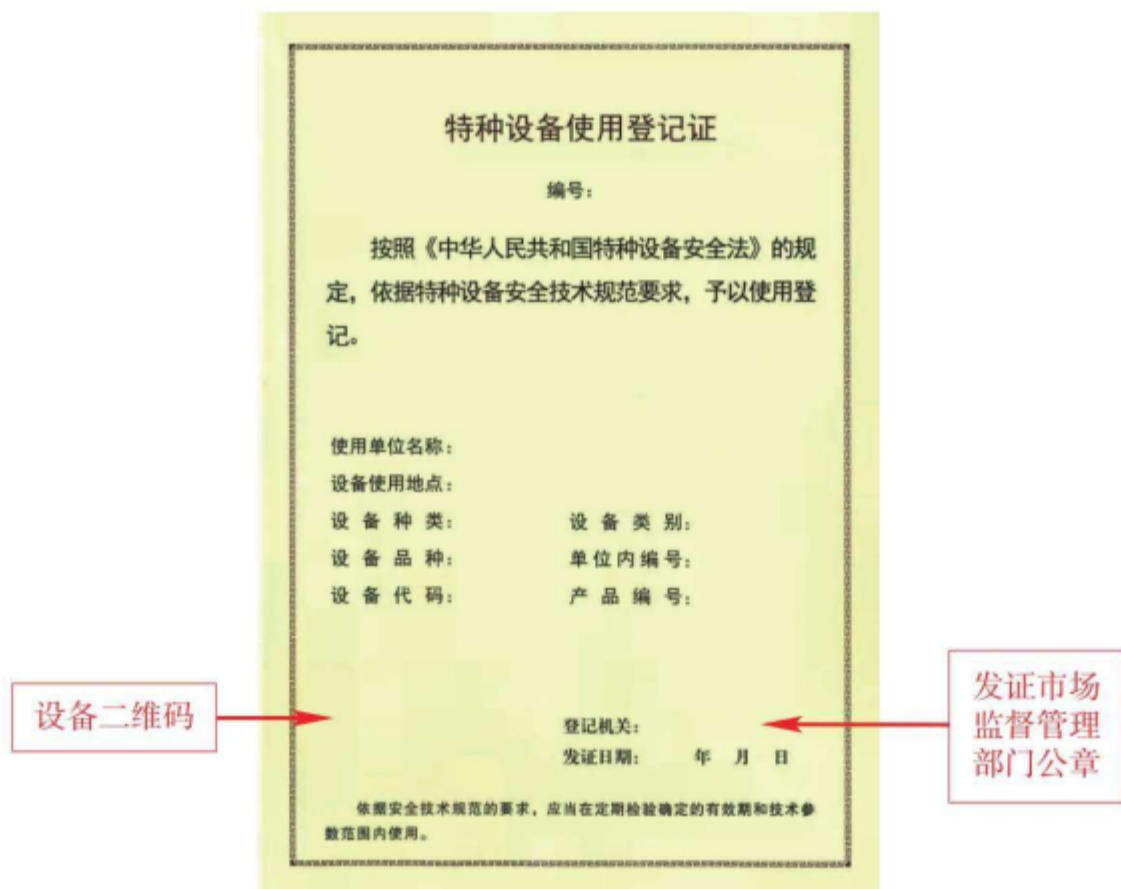 特种设备使用登记证
编号：
按照《中华人民共和国特种设备安全法》的规
定，依据特种设备安全技术规范要求，予以使用登
记。
使用单位名称：
设备使用地点：
设备种类： 设备类别：
设备品种： 单位内编号：
设备代码： 产品编号：
设备二维码
发证市场
监督管理
部门公章
登记机关：
发证日期： 年 月 日
依据安全技术规范的要求，应当在定期检验确定的有效期和技术参
数范围内使用。